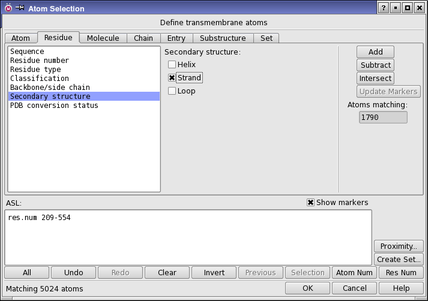 Atom Selection
Define transmembrane atoms
Atom Residue Molecule Chain Entry Substructure Set
Sequence
Residue number
Residue type
Classification
Backbone/side chain
Secondary structure
PDB conversion status
Secondary structure:
Helix
Strand
Loop
Add
Subtract
Intersect
Update Markers
Atoms matching:
1790
ASL:
Show markers
res.num 209-554
Proximity..
Create Set...
All Undo Redo Clear Invert Previous Selection Atom Num Res Num
Matching 5024 atoms
OK Cancel Help